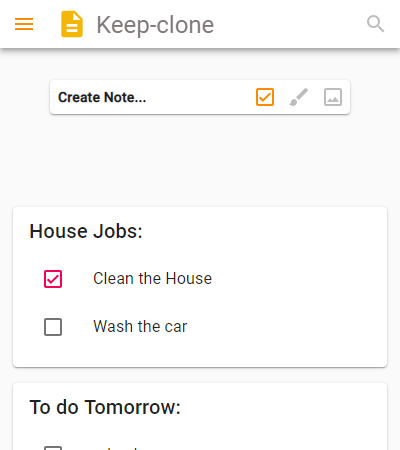 Keep-clone
Create Note...
House Jobs:
Clean the House
Wash the car
To do Tomorrow: